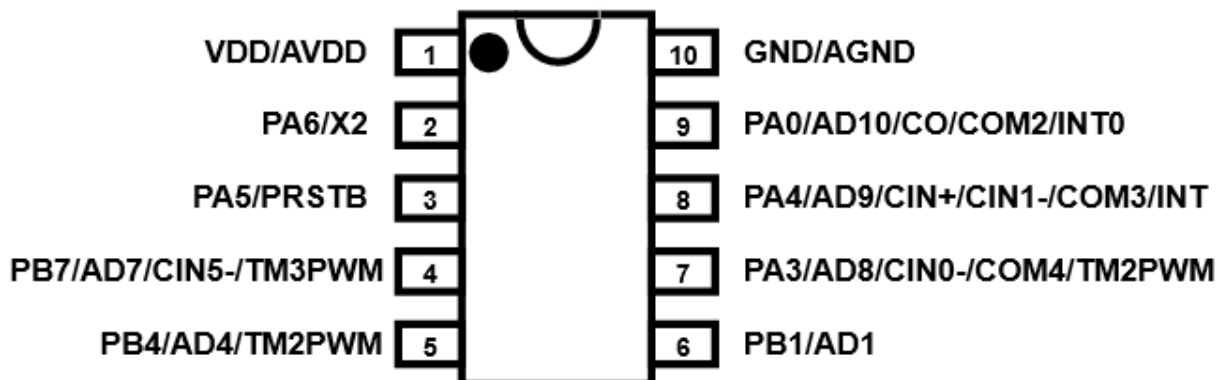 VDD/AVDD 1 10 GND/AGND
PA6/X2 2 9 PA0/AD10/CO/COM2/INT0
PA5/PRSTB 3 8 PA4/AD9/CIN+/CIN1-/COM3/INT
PB7/AD7/CIN5-/TM3PWM 4 7 PA3/AD8/CIN0-/COM4/TM2PWM
PB4/AD4/TM2PWM 5 6 PB1/AD1